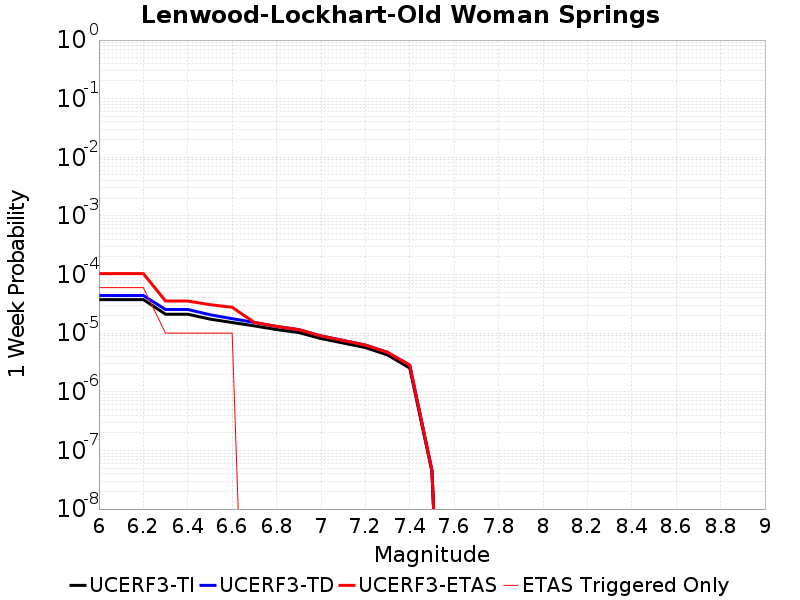 Lenwood-Lockhart-Old Woman Springs
10^0
10^-1
10^-2
10^-3
10^-4
10^-5
10^-6
10^-7
10^-8
1 Week Probability
6 6.2 6.4 6.6 6.8 7 7.2 7.4 7.6 7.8 8 8.2 8.4 8.6 8.8 9
Magnitude
UCERF3-TI UCERF3-TD UCERF3-ETAS ETAS Triggered Only